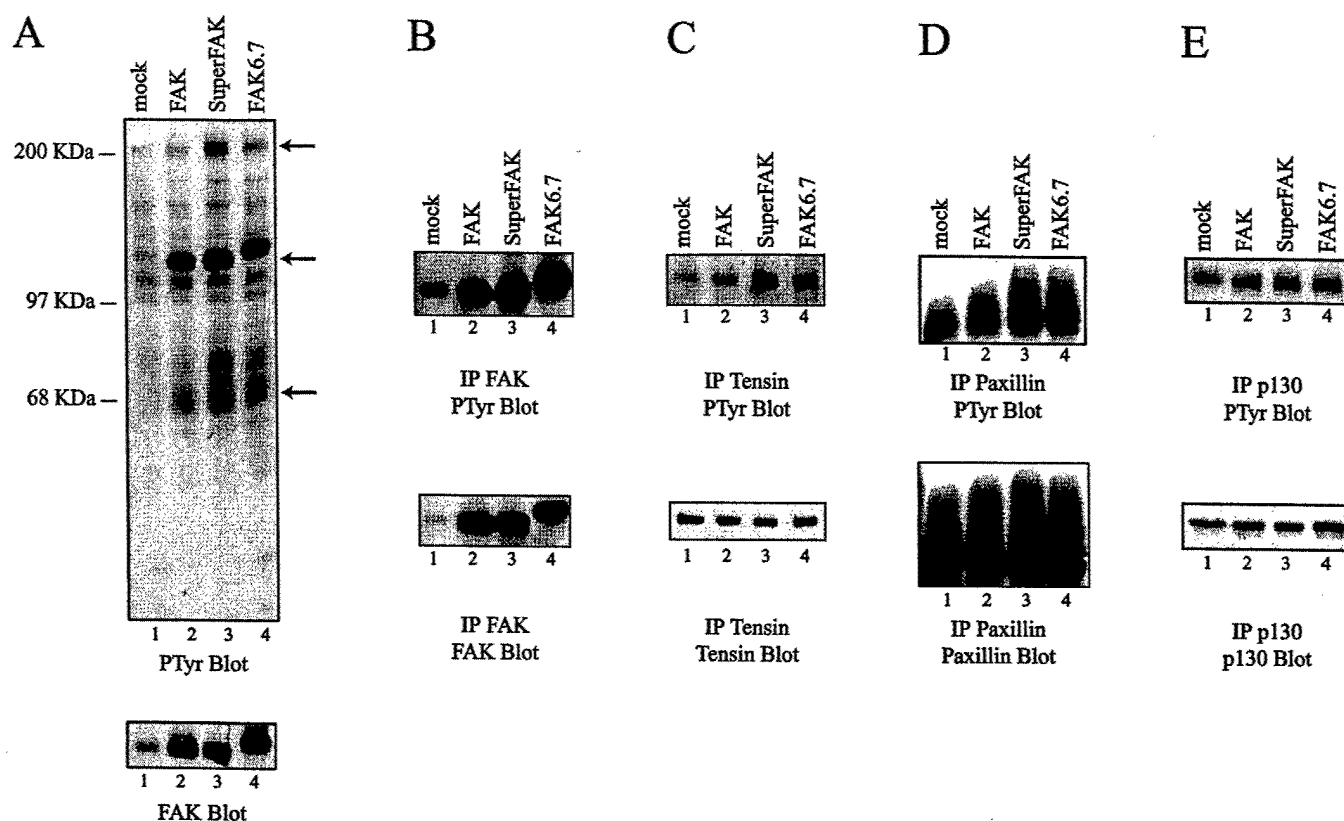 A
mock
FAK
SuperFAK
FAK6.7
200 KDa
97 KDa
68 KDa
1 2 3 4
PTyr Blot
1 2 3 4
FAK Blot
B
mock
FAK
SuperFAK
FAK6.7
1 2 3 4
IP FAK
PTyr Blot
1 2 3 4
IP FAK
FAK Blot
C
mock
FAK
SuperFAK
FAK6.7
1 2 3 4
IP Tensin
PTyr Blot
1 2 3 4
IP Tensin
Tensin Blot
D
mock
FAK
SuperFAK
FAK6.7
1 2 3 4
IP Paxillin
PTyr Blot
1 2 3 4
IP Paxillin
Paxillin Blot
E
mock
FAK
SuperFAK
FAK6.7
1 2 3 4
IP p130
PTyr Blot
1 2 3 4
IP p130
p130 Blot